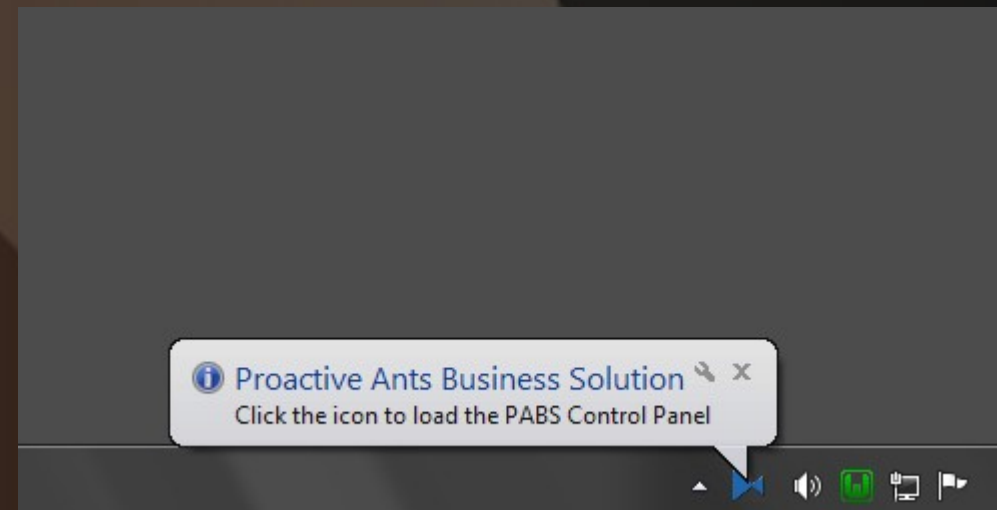 Proactive Ants Business Solution
Click the icon to load the PABS Control Panel